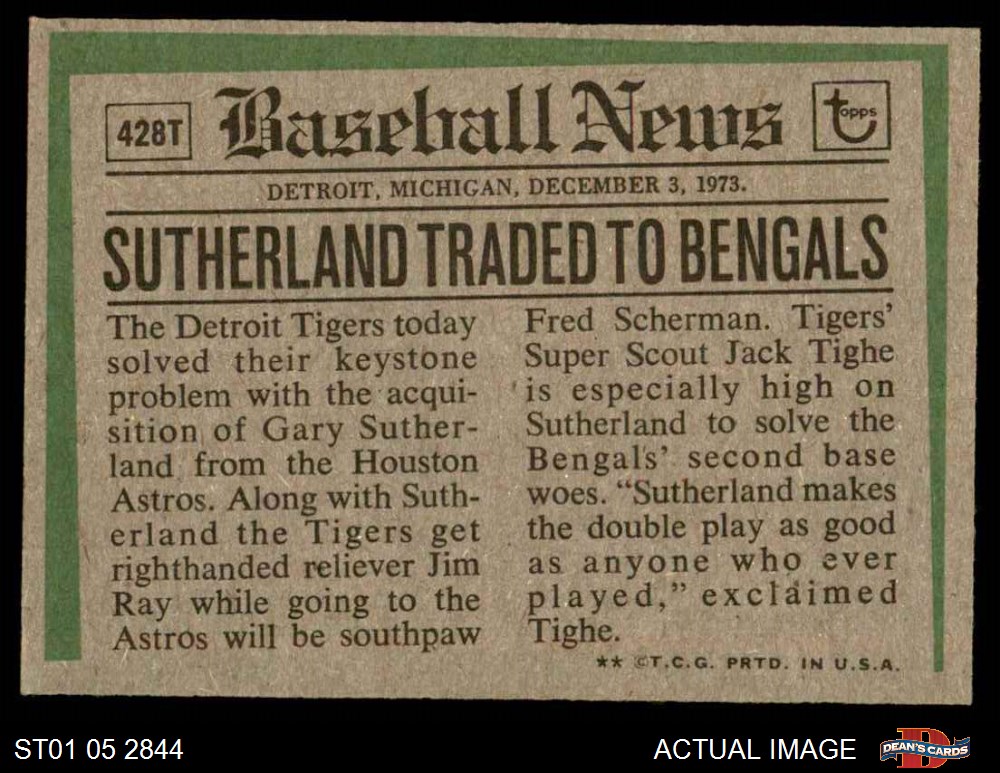 428T
Baseball News
topps
DETROIT, MICHIGAN, DECEMBER 3, 1973.
SUTHERLAND TRADED TO BENGALS
The Detroit Tigers today
solved their keystone
problem with the acqui-
sition of Gary Suther-
land from the Houston
Astros. Along with Suth-
erland the Tigers get
righthanded reliever Jim
Ray while going to the
Astros will be southpaw
Fred Scherman. Tigers’
Super Scout Jack Tighe
is especially high on
Sutherland to solve the
Bengals’ second base
woes. “Sutherland makes
the double play as good
as anyone who ever
played,” exclaimed
Tighe.
** ©T.C.G. PRTD. IN U.S.A.
ST01 05 2844
ACTUAL IMAGE
D
DEAN'S CARDS